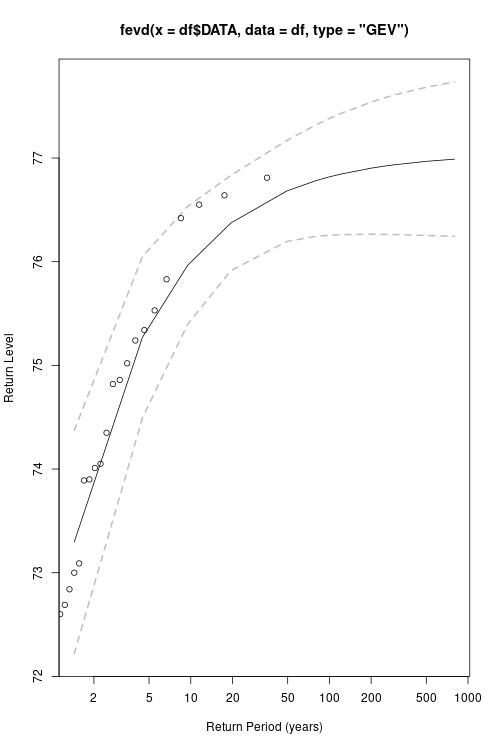 fevd(x = df$DATA, data = df, type = "GEV")
77
76
75
74
73
72
Return Level
2 5 10 20 50 100 200 500 1000
Return Period (years)